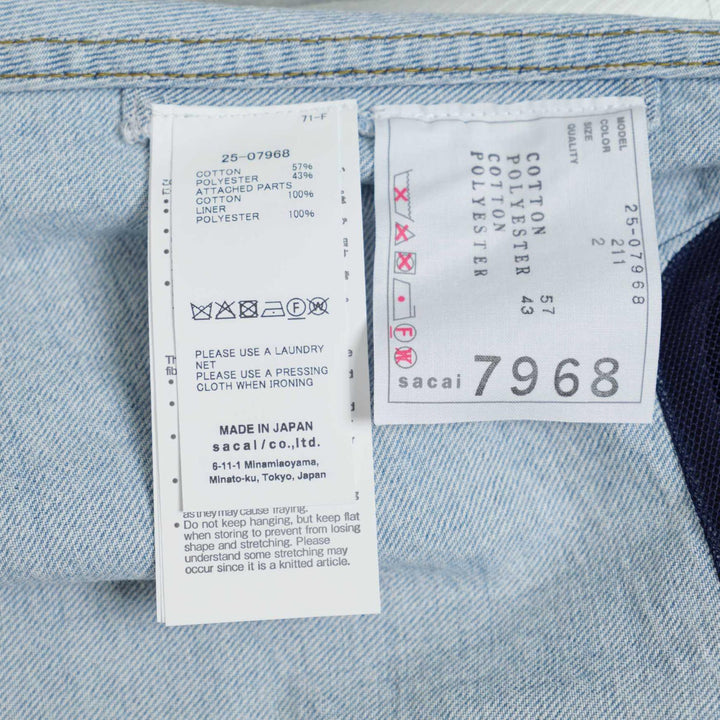 71-F
25-07968
COTTON 57%
POLYESTER 43%
ATTACHED PARTS
COTTON 100%
LINER
POLYESTER 100%
F W
PLEASE USE A LAUNDRY
NET
PLEASE USE A PRESSING
CLOTH WHEN IRONING
MADE IN JAPAN
sacai/co.,ltd.
6-11-1 Minamiaoyama,
Minato-ku, Tokyo, Japan
as they may cause fraying.
• Do not keep hanging, but keep flat
when storing to prevent from losing
shape and stretching. Please
understand some stretching may
occur since it is a knitted article.
MODEL 25-07968
COLOR 211
SIZE 2
QUALITY
COTTON 57
POLYESTER 43
COTTON
POLYESTER
F W
sacai 7968